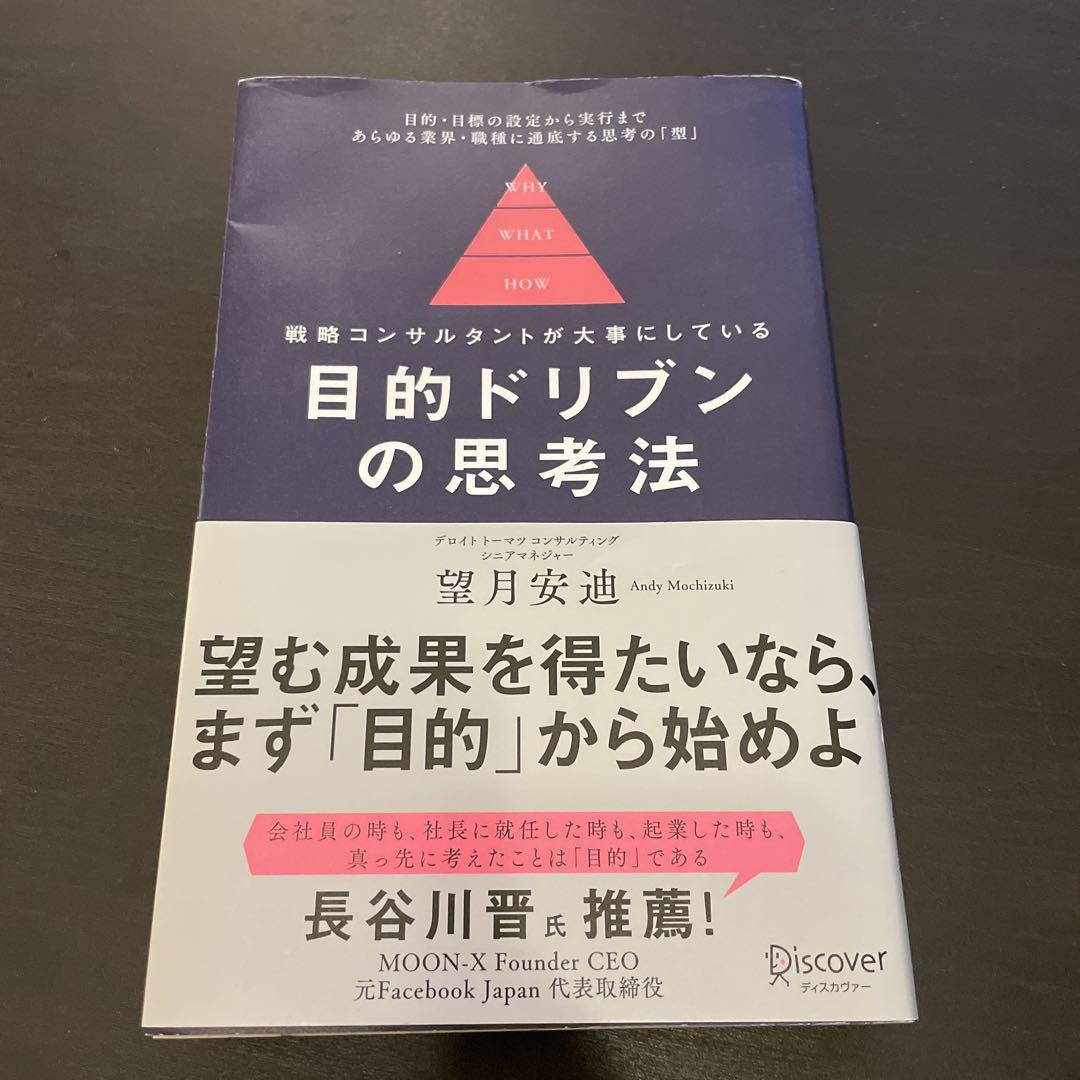 目的・目標の設定から実行まで
あらゆる業界・職種に通底する思考の「型」
WHY
WHAT
HOW
戦略コンサルタントが大事にしている
目的ドリブン
の思考法
デロイト トーマツ コンサルティング
シニアマネジャー
望月安迪 Andy Mochizuki
望む成果を得たいなら、
まず「目的」から始めよ
会社員の時も、社長に就任した時も、起業した時も、
真っ先に考えたことは「目的」である
長谷川晋氏 推薦!
MOON-X Founder CEO
元Facebook Japan 代表取締役
Discover
ディスカヴァー